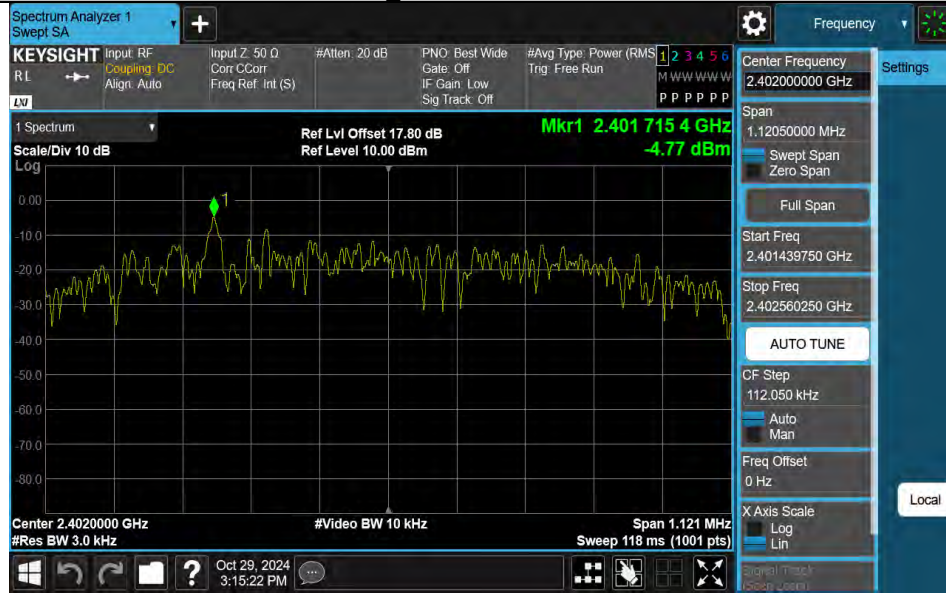 Spectrum Analyzer 1
Swept SA
Frequency
KEYSIGHT
RL
LXI
Input: RF
Coupling: DC
Align: Auto
Input Z: 50 Ω
Corr CCorr
Freq Ref: Int (S)
#Atten: 20 dB
PNO: Best Wide
Gate: Off
IF Gain: Low
Sig Track: Off
#Avg Type: Power (RMS
Trig: Free Run
1 2 3 4 5 6
M W W W W W
P P P P P P
1 Spectrum
Scale/Div 10 dB
Ref Lvl Offset 17.80 dB
Ref Level 10.00 dBm
Mkr1 2.401 715 4 GHz
-4.77 dBm
Log
1
0.00
-10.0
-20.0
-30.0
-40.0
-50.0
-60.0
-70.0
-80.0
Center 2.4020000 GHz
#Res BW 3.0 kHz
#Video BW 10 kHz
Span 1.121 MHz
Sweep 118 ms (1001 pts)
Oct 29, 2024
3:15:22 PM
Center Frequency
2.402000000 GHz
Span
1.12050000 MHz
Swept Span
Zero Span
Full Span
Start Freq
2.401439750 GHz
Stop Freq
2.402560250 GHz
AUTO TUNE
CF Step
112.050 kHz
Auto
Man
Freq Offset
0 Hz
X Axis Scale
Log
Lin
Signal Track
(Span Zoom)
Settings
Local